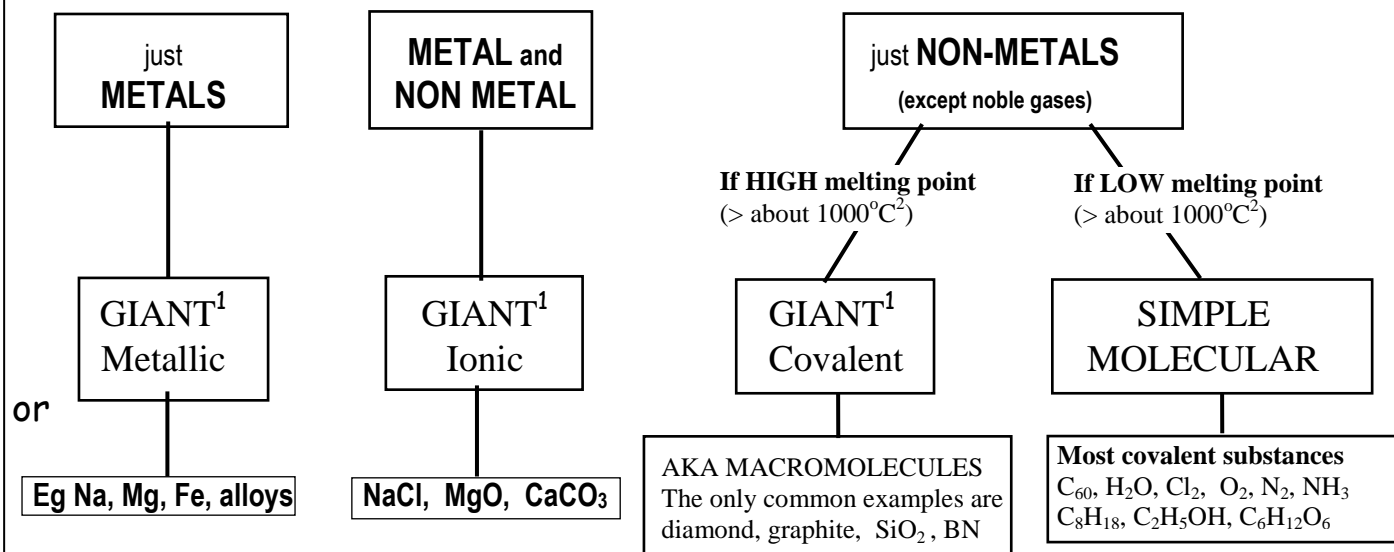 just
METALS
METAL and
NON METAL
just NON-METALS
(except noble gases)
If HIGH melting point
(> about 1000°C²)
If LOW melting point
(> about 1000°C²)
GIANT¹
Metallic
GIANT¹
Ionic
GIANT¹
Covalent
SIMPLE
MOLECULAR
or
Eg Na, Mg, Fe, alloys
NaCl, MgO, CaCO₃
AKA MACROMOLECULES
The only common examples are
diamond, graphite, SiO₂ , BN
Most covalent substances
C₆₀, H₂O, Cl₂, O₂, N₂, NH₃
C₈H₁₈, C₂H₅OH, C₆H₁₂O₆